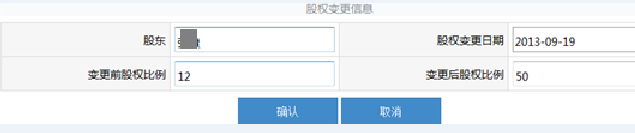 股权变更信息
股东 股权变更日期 2013-09-19
变更前股权比例 12 变更后股权比例 50
确认 取消